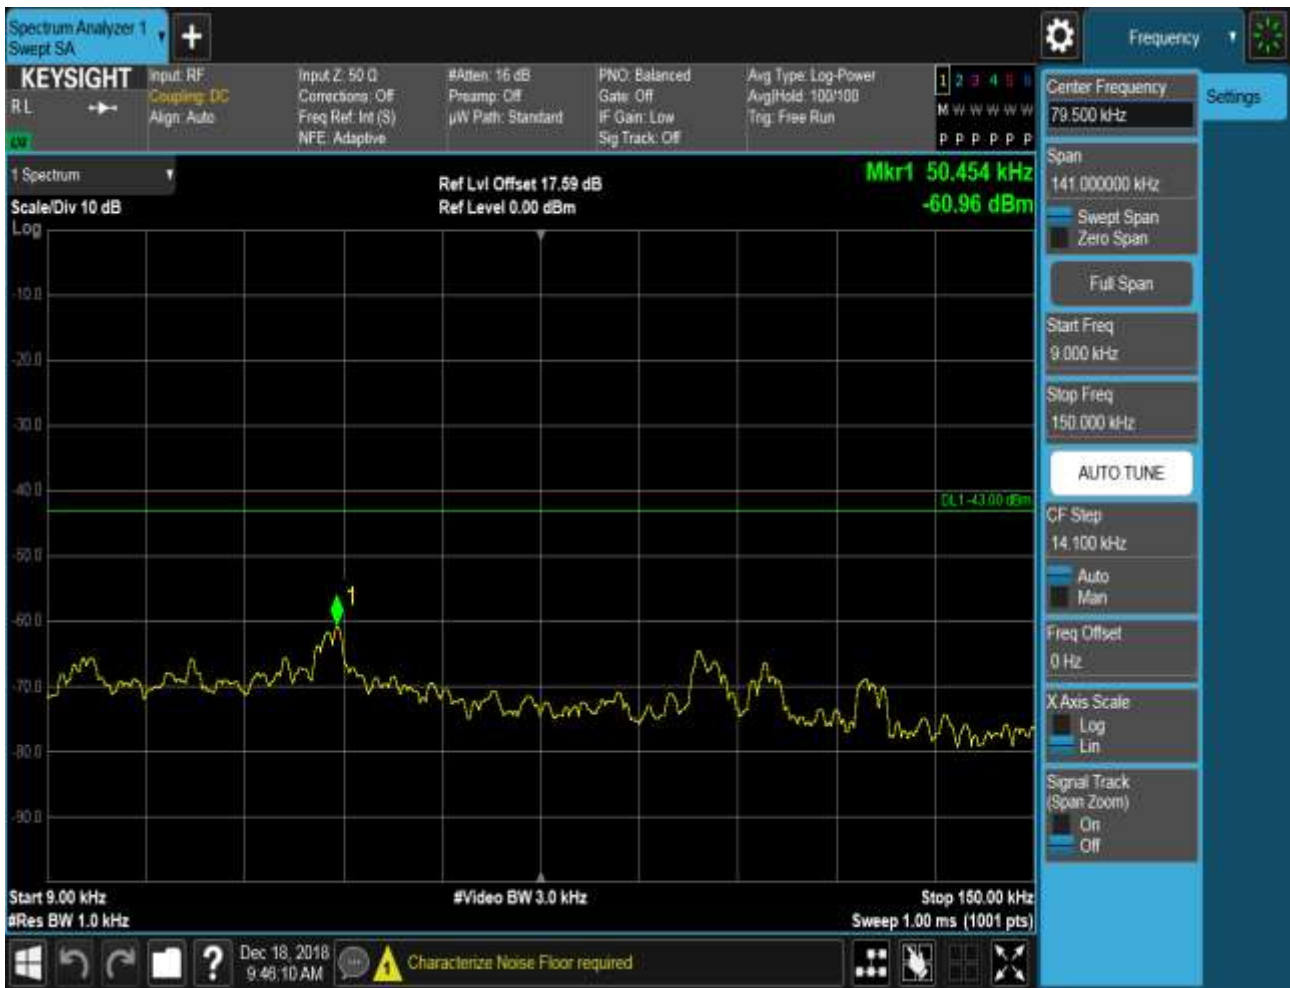 Spectrum Analyzer 1
Swept SA
+
Frequency
KEYSIGHT
R L
Input: RF
Coupling: DC
Align: Auto
Input Z: 50 Ω
Corrections: Off
Freq Ref: Int (S)
NFE: Adaptive
#Atten: 16 dB
Preamp: Off
µW Path: Standard
PNO: Balanced
Gate: Off
IF Gain: Low
Sig Track: Off
Avg Type: Log-Power
Avg|Hold: 100/100
Trig: Free Run
1 2 3 4 5 6
M W W W W W
P P P P P P
1 Spectrum
Scale/Div 10 dB
Log
Ref Lvl Offset 17.59 dB
Ref Level 0.00 dBm
Mkr1 50.454 kHz
-60.96 dBm
-10.0
-20.0
-30.0
-40.0
DL1 -43.00 dBm
-50.0
1
-60.0
-70.0
-80.0
-90.0
Start 9.00 kHz
#Res BW 1.0 kHz
#Video BW 3.0 kHz
Stop 150.00 kHz
Sweep 1.00 ms (1001 pts)
Center Frequency
79.500 kHz
Settings
Span
141.000000 kHz
Swept Span
Zero Span
Full Span
Start Freq
9.000 kHz
Stop Freq
150.000 kHz
AUTO TUNE
CF Step
14.100 kHz
Auto
Man
Freq Offset
0 Hz
X Axis Scale
Log
Lin
Signal Track
(Span Zoom)
On
Off
?
Dec 18, 2018
9:46:10 AM
1
Characterize Noise Floor required